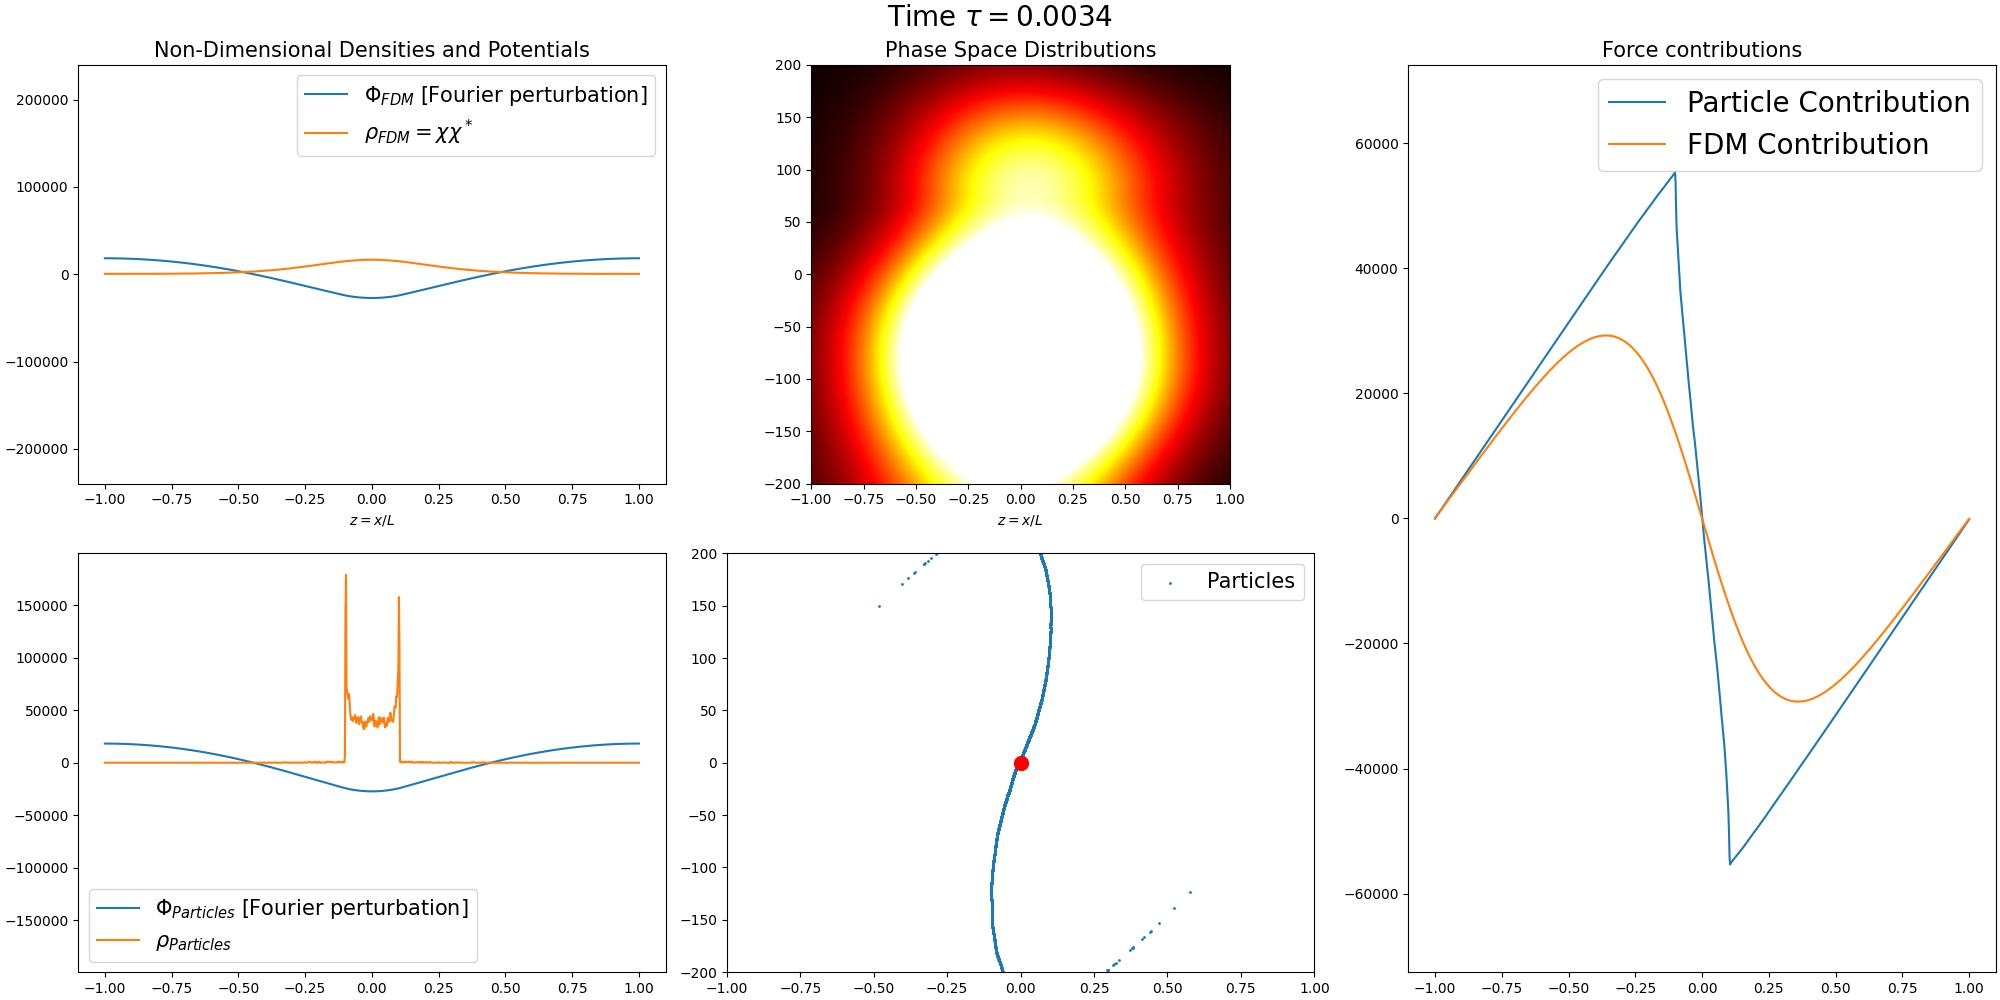 Time τ = 0.0034
Non-Dimensional Densities and Potentials
Φ_FDM [Fourier perturbation]
ρ_FDM = χχ*
200000
100000
0
−100000
−200000
−1.00 −0.75 −0.50 −0.25 0.00 0.25 0.50 0.75 1.00
z = x/L
Phase Space Distributions
200
150
100
50
0
−50
−100
−150
−200
−1.00 −0.75 −0.50 −0.25 0.00 0.25 0.50 0.75 1.00
z = x/L
Force contributions
Particle Contribution
FDM Contribution
60000
40000
20000
0
−20000
−40000
−60000
−1.00 −0.75 −0.50 −0.25 0.00 0.25 0.50 0.75 1.00
150000
100000
50000
0
−50000
−100000
−150000
Φ_Particles [Fourier perturbation]
ρ_Particles
−1.00 −0.75 −0.50 −0.25 0.00 0.25 0.50 0.75 1.00
Particles
200
150
100
50
0
−50
−100
−150
−200
−1.00 −0.75 −0.50 −0.25 0.00 0.25 0.50 0.75 1.00